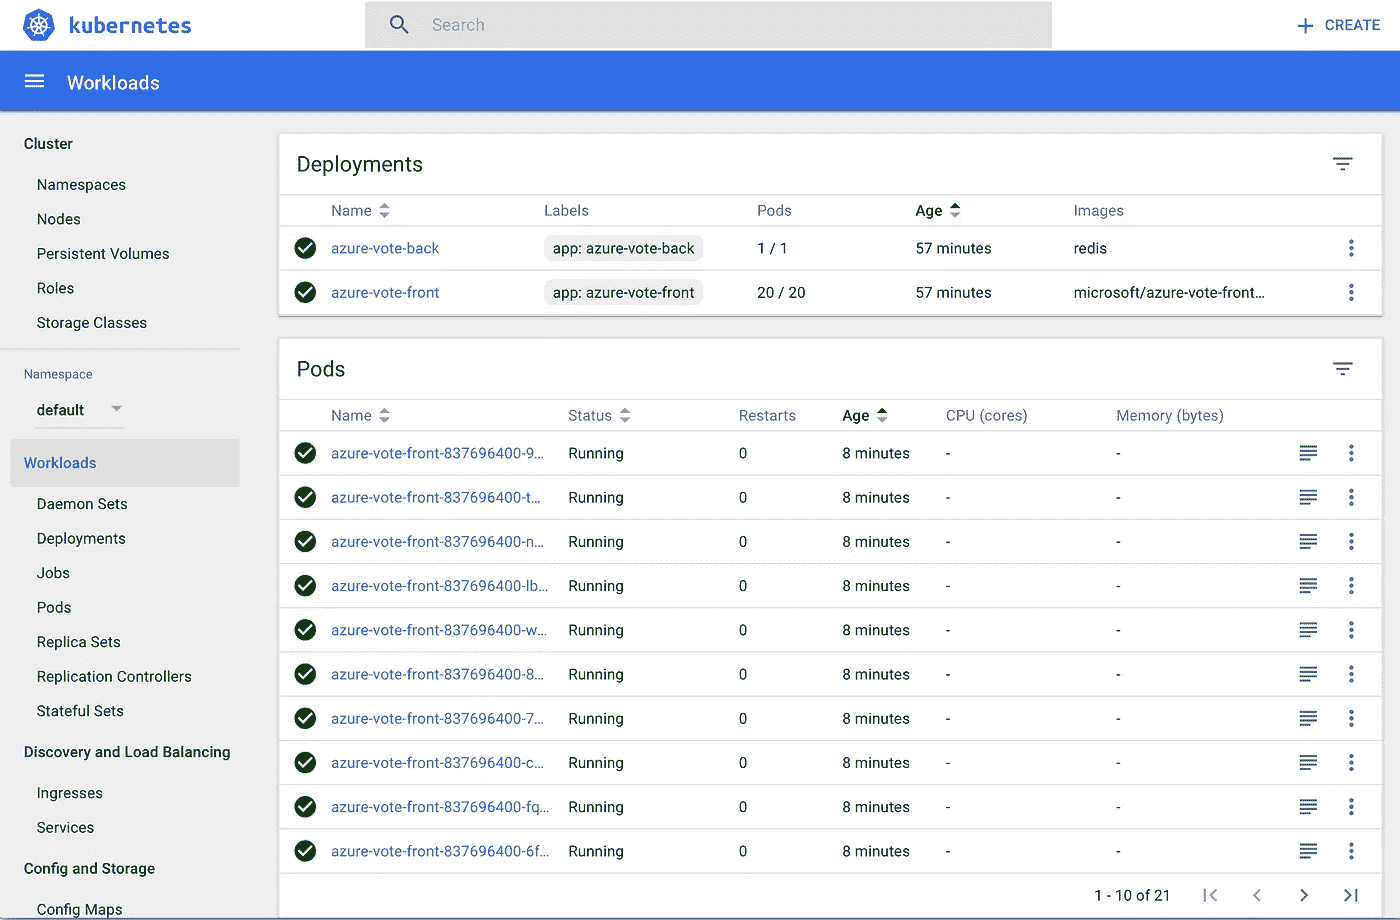 kubernetes
Search
CREATE
Workloads
Cluster
Namespaces
Nodes
Persistent Volumes
Roles
Storage Classes
Namespace
default
Workloads
Daemon Sets
Deployments
Jobs
Pods
Replica Sets
Replication Controllers
Stateful Sets
Discovery and Load Balancing
Ingresses
Services
Config and Storage
Config Maps
Deployments
Name Labels Pods Age Images
azure-vote-back app: azure-vote-back 1 / 1 57 minutes redis
azure-vote-front app: azure-vote-front 20 / 20 57 minutes microsoft/azure-vote-front...
Pods
Name Status Restarts Age CPU (cores) Memory (bytes)
azure-vote-front-837696400-9... Running 0 8 minutes - -
azure-vote-front-837696400-t... Running 0 8 minutes - -
azure-vote-front-837696400-n... Running 0 8 minutes - -
azure-vote-front-837696400-lb... Running 0 8 minutes - -
azure-vote-front-837696400-w... Running 0 8 minutes - -
azure-vote-front-837696400-8... Running 0 8 minutes - -
azure-vote-front-837696400-7... Running 0 8 minutes - -
azure-vote-front-837696400-c... Running 0 8 minutes - -
azure-vote-front-837696400-fq... Running 0 8 minutes - -
azure-vote-front-837696400-6f... Running 0 8 minutes - -
1 - 10 of 21